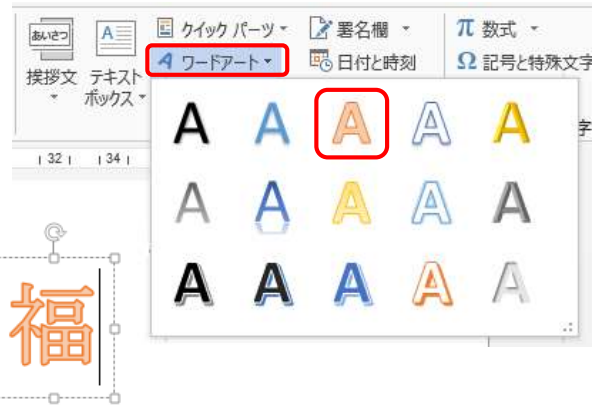 あいさつ
挨拶文
A
テキスト
ボックス
クイック パーツ
ワードアート
署名欄
日付と時刻
π 数式
Ω 記号と特殊文字
字
32 34
A A A A A
A A A A A
A A A A A
福